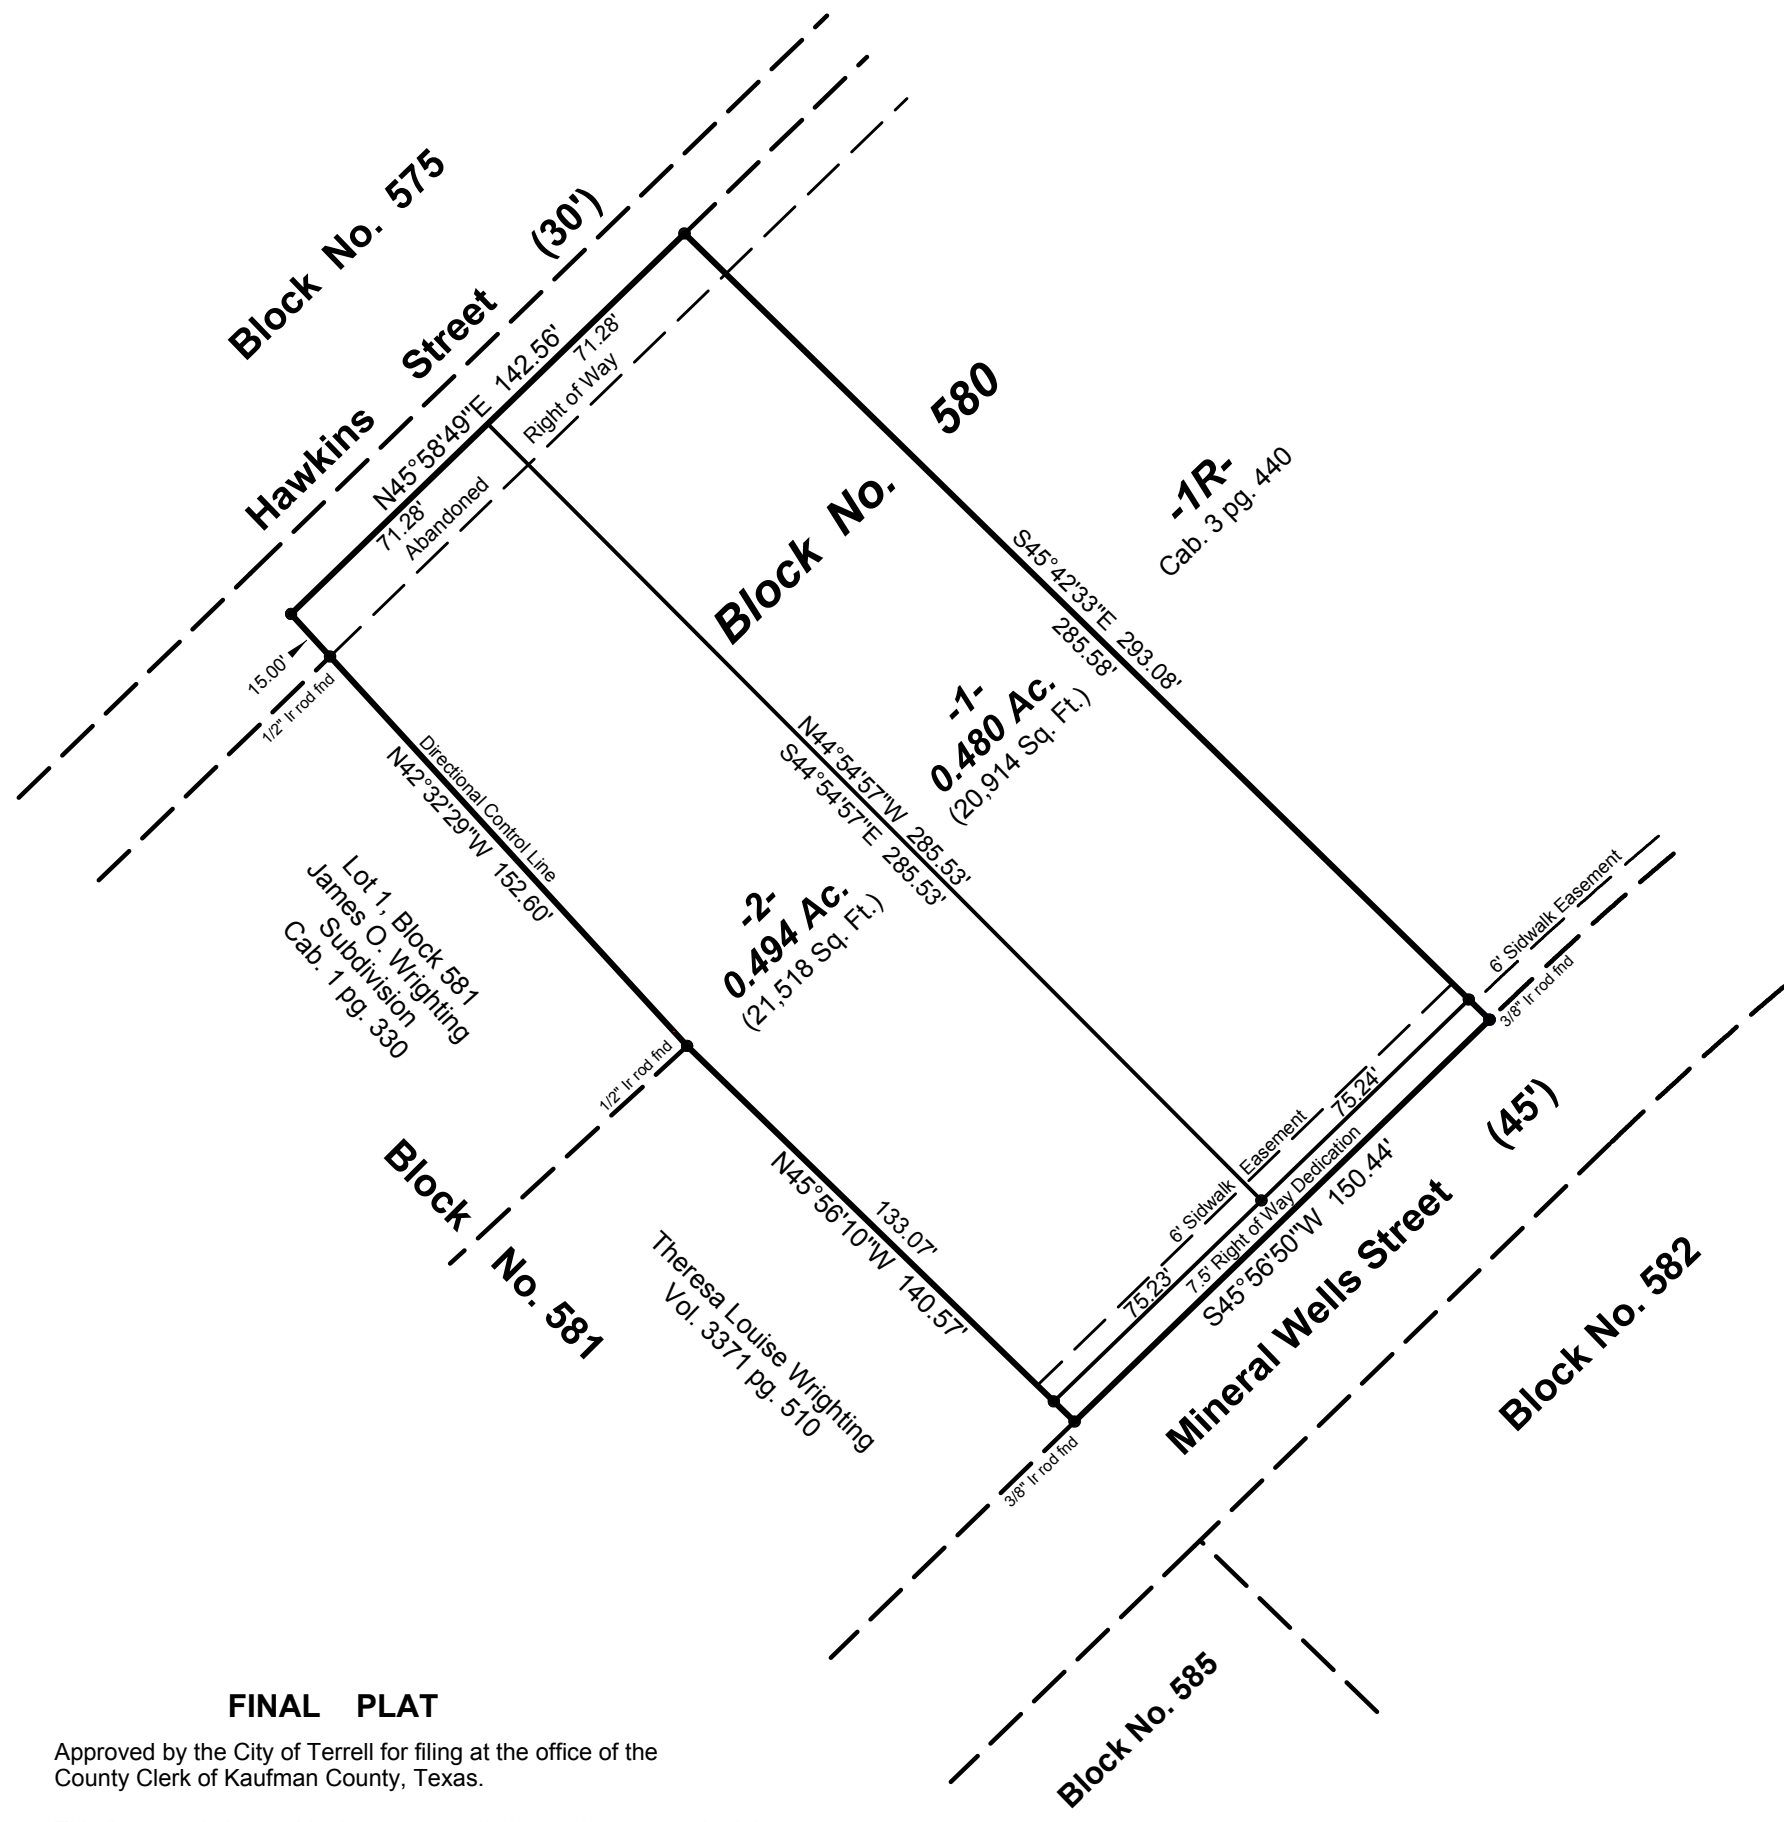 Block No. 575
Hawkins Street (30')
N45°58'49"E 142.56'
71.28'
71.28'
Abandoned Right of Way
15.00'
1/2" Ir rod fnd
Block No. 580
-1R-
Cab. 3 pg. 440
S45°42'33"E 293.08'
285.58'
-1-
0.480 Ac.
(20,914 Sq. Ft.)
N44°54'57"W 285.53'
S44°54'57"E 285.53'
Directional Control Line
N42°32'29"W 152.60'
-2-
0.494 Ac.
(21,518 Sq. Ft.)
Lot 1, Block 581
James O. Wrighting
Subdivision
Cab. 1 pg. 330
1/2" Ir rod fnd
6' Sidwalk Easement
3/8" Ir rod fnd
Block No. 581
133.07'
N45°56'10"W 140.57'
Theresa Louise Wrighting
Vol. 3371 pg. 510
6' Sidwalk Easement
75.24'
75.23'
7.5' Right of Way Dedication
S45°56'50"W 150.44'
Mineral Wells Street (45')
3/8" Ir rod fnd
Block No. 582
Block No. 585
FINAL PLAT
Approved by the City of Terrell for filing at the office of the
County Clerk of Kaufman County, Texas.